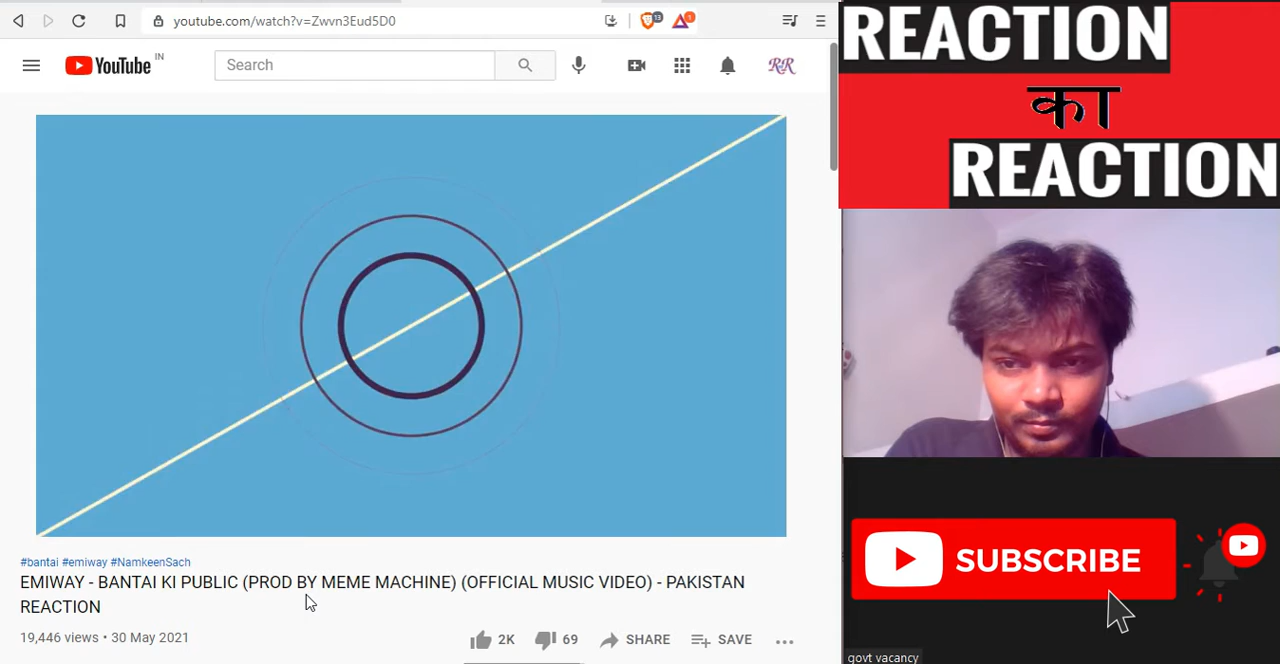 youtube.com/watch?v=Zwvn3Eud5D0
13
1
YouTube IN
Search
RR
#bantai #emiway #NamkeenSach
EMIWAY - BANTAI KI PUBLIC (PROD BY MEME MACHINE) (OFFICIAL MUSIC VIDEO) - PAKISTAN
REACTION
19,446 views • 30 May 2021
2K
69
SHARE
SAVE
REACTION
का
REACTION
SUBSCRIBE
govt vacancy